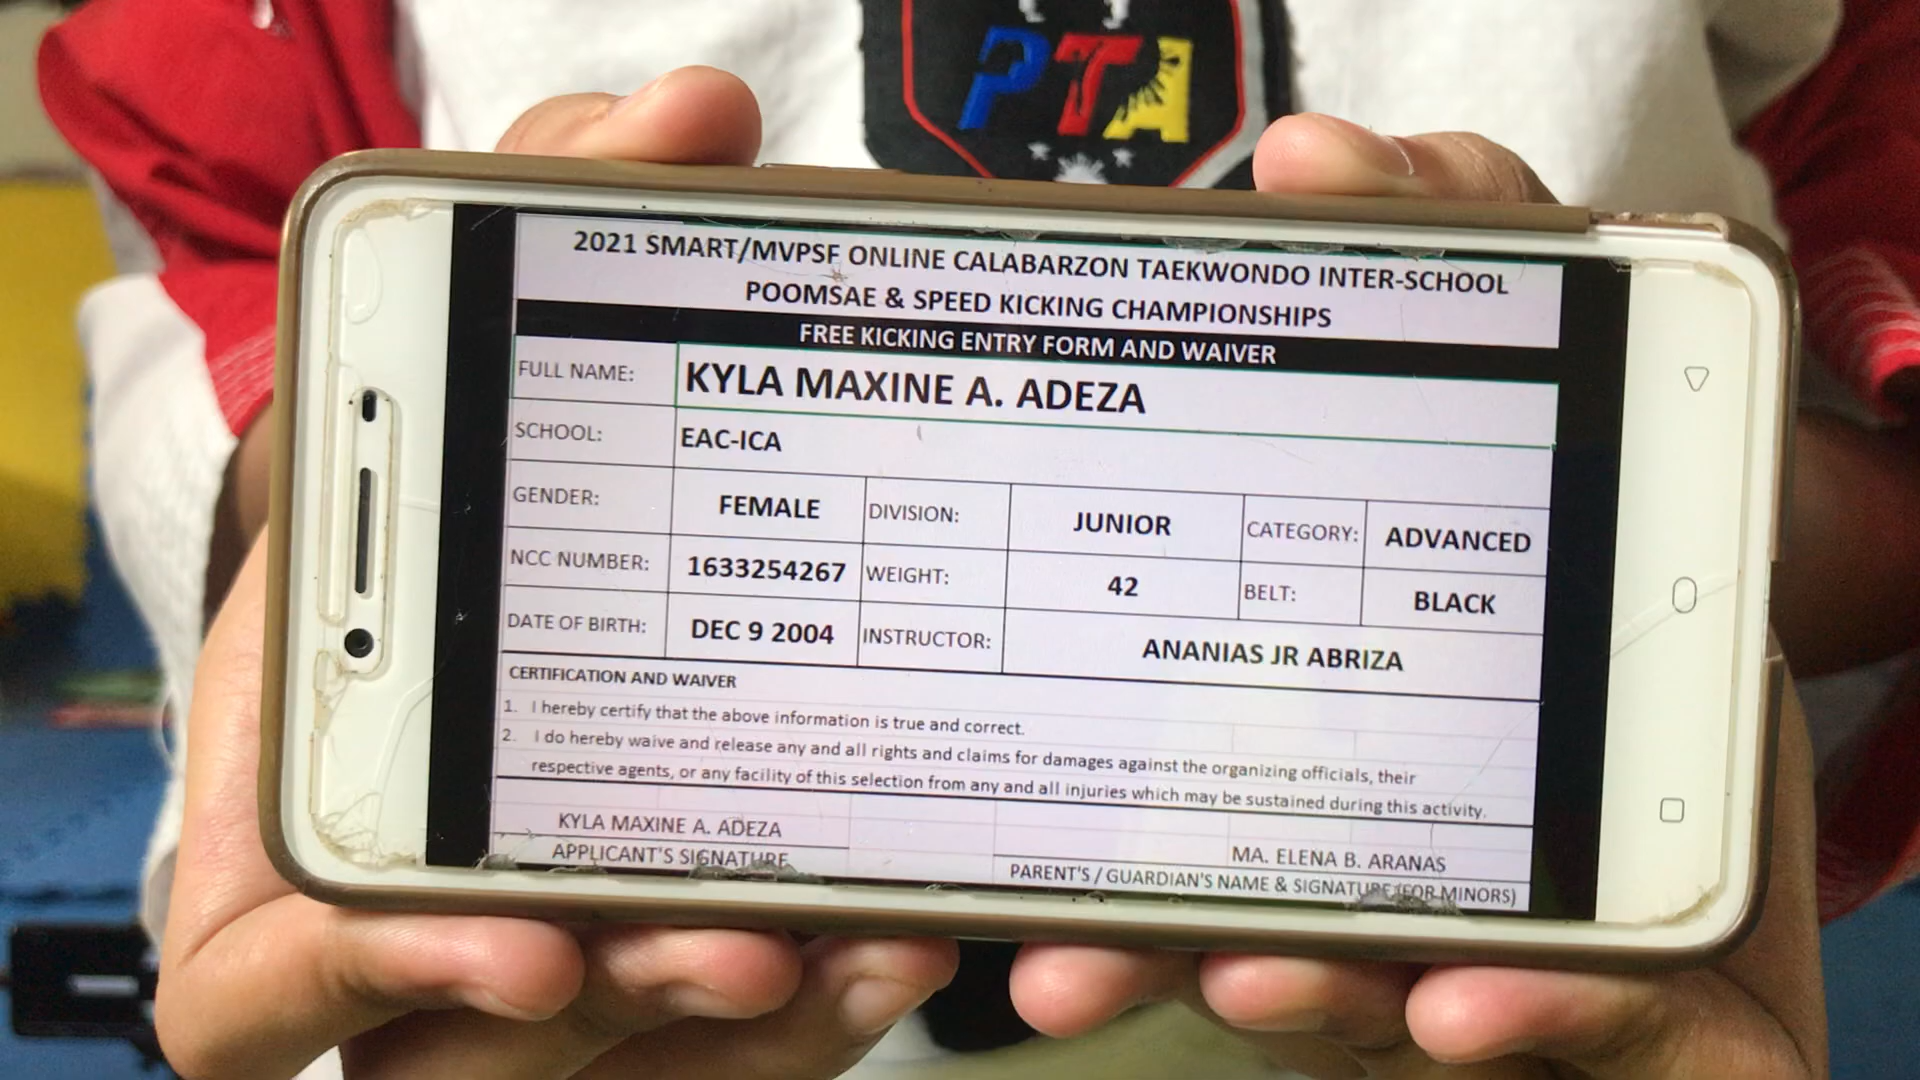 PTA
2021 SMART/MVPSF ONLINE CALABARZON TAEKWONDO INTER-SCHOOL
POOMSAE & SPEED KICKING CHAMPIONSHIPS
FREE KICKING ENTRY FORM AND WAIVER
FULL NAME: KYLA MAXINE A. ADEZA
SCHOOL: EAC-ICA
GENDER: FEMALE DIVISION: JUNIOR CATEGORY: ADVANCED
NCC NUMBER: 1633254267 WEIGHT: 42 BELT: BLACK
DATE OF BIRTH: DEC 9 2004 INSTRUCTOR: ANANIAS JR ABRIZA
CERTIFICATION AND WAIVER
1. I hereby certify that the above information is true and correct.
2. I do hereby waive and release any and all rights and claims for damages against the organizing officials, their
respective agents, or any facility of this selection from any and all injuries which may be sustained during this activity.
KYLA MAXINE A. ADEZA MA. ELENA B. ARANAS
APPLICANT'S SIGNATURE PARENT'S / GUARDIAN'S NAME & SIGNATURE (FOR MINORS)